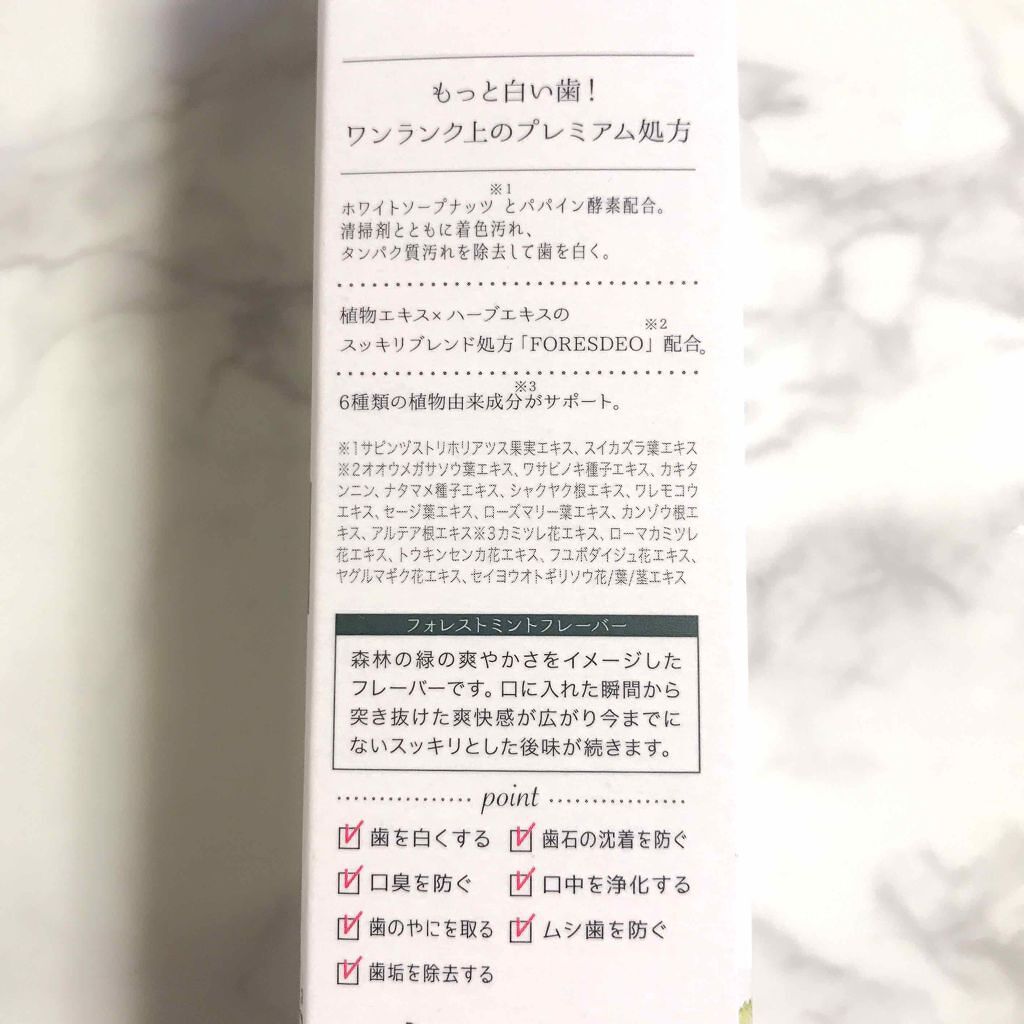 もっと白い歯！
ワンランク上のプレミアム処方
ホワイトソープナッツ※1とパパイン酵素配合。
清掃剤とともに着色汚れ、
タンパク質汚れを除去して歯を白く。
植物エキス×ハーブエキスの
スッキリブレンド処方「FORESDEO」※2配合。
6種類の植物由来成分※3がサポート。
※1サピンヅストリホリアツス果実エキス、スイカズラ葉エキス
※2オオウメガサソウ葉エキス、ワサビノキ種子エキス、カキタ
ンニン、ナタマメ種子エキス、シャクヤク根エキス、ワレモコウ
エキス、セージ葉エキス、ローズマリー葉エキス、カンゾウ根エ
キス、アルテア根エキス※3カミツレ花エキス、ローマカミツレ
花エキス、トウキンセンカ花エキス、フユボダイジュ花エキス、
ヤグルマギク花エキス、セイヨウオトギリソウ花/葉/茎エキス
フォレストミントフレーバー
森林の緑の爽やかさをイメージした
フレーバーです。口に入れた瞬間から
突き抜けた爽快感が広がり今までに
ないスッキリとした後味が続きます。
point
歯を白くする 歯石の沈着を防ぐ
口臭を防ぐ 口中を浄化する
歯のやにを取る ムシ歯を防ぐ
歯垢を除去する